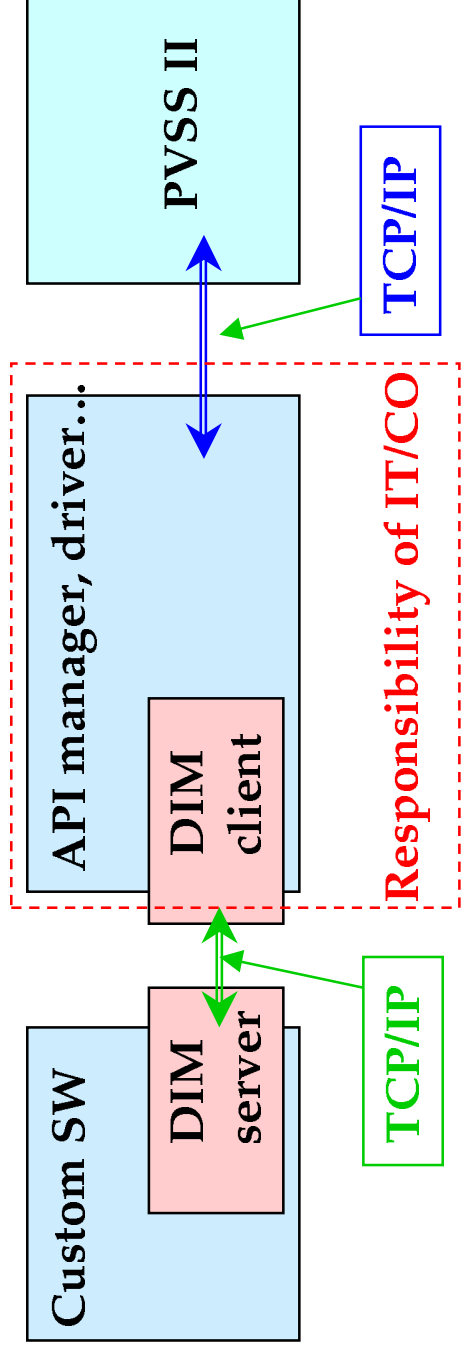 Custom SW
DIM
server
API manager, driver...
DIM
client
PVSS II
TCP/IP
Responsibility of IT/CO
TCP/IP